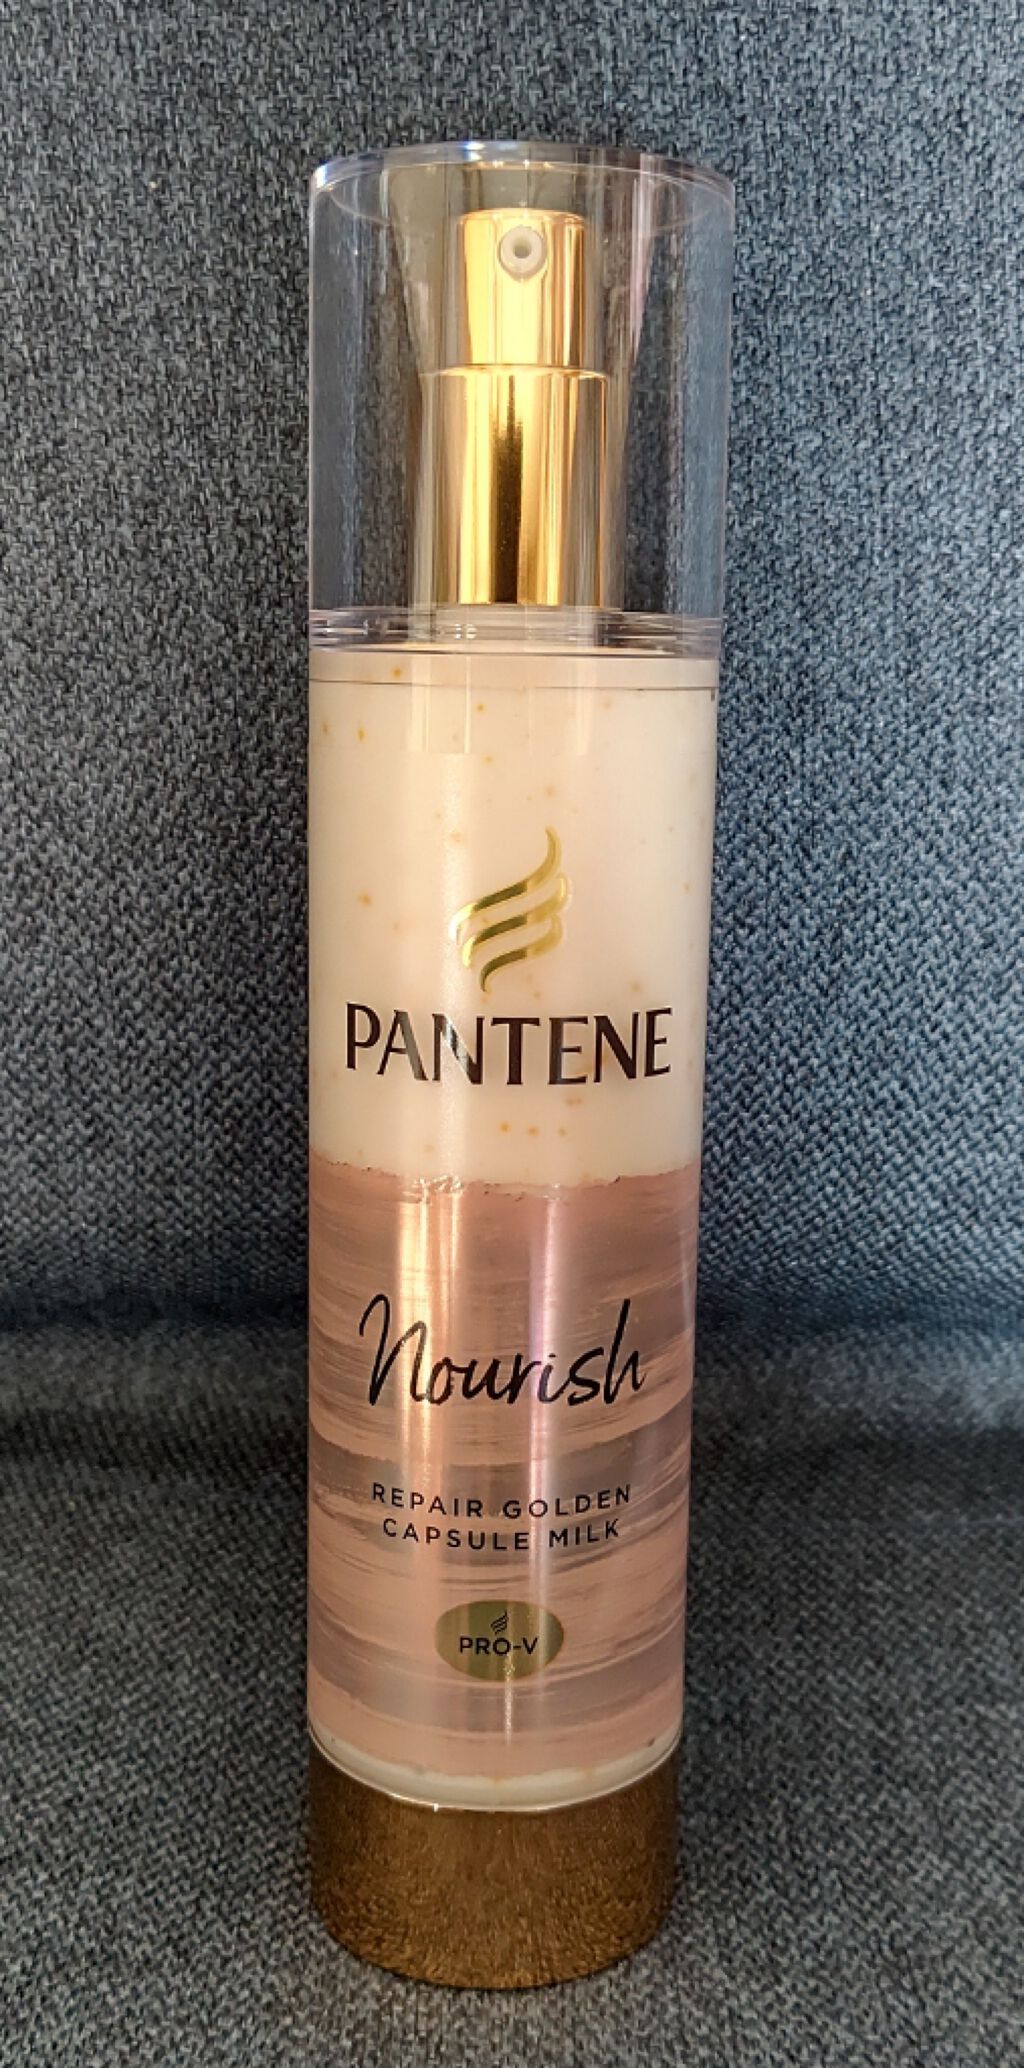 PANTENE
Nourish
REPAIR GOLDEN
CAPSULE MILK
PRO-V